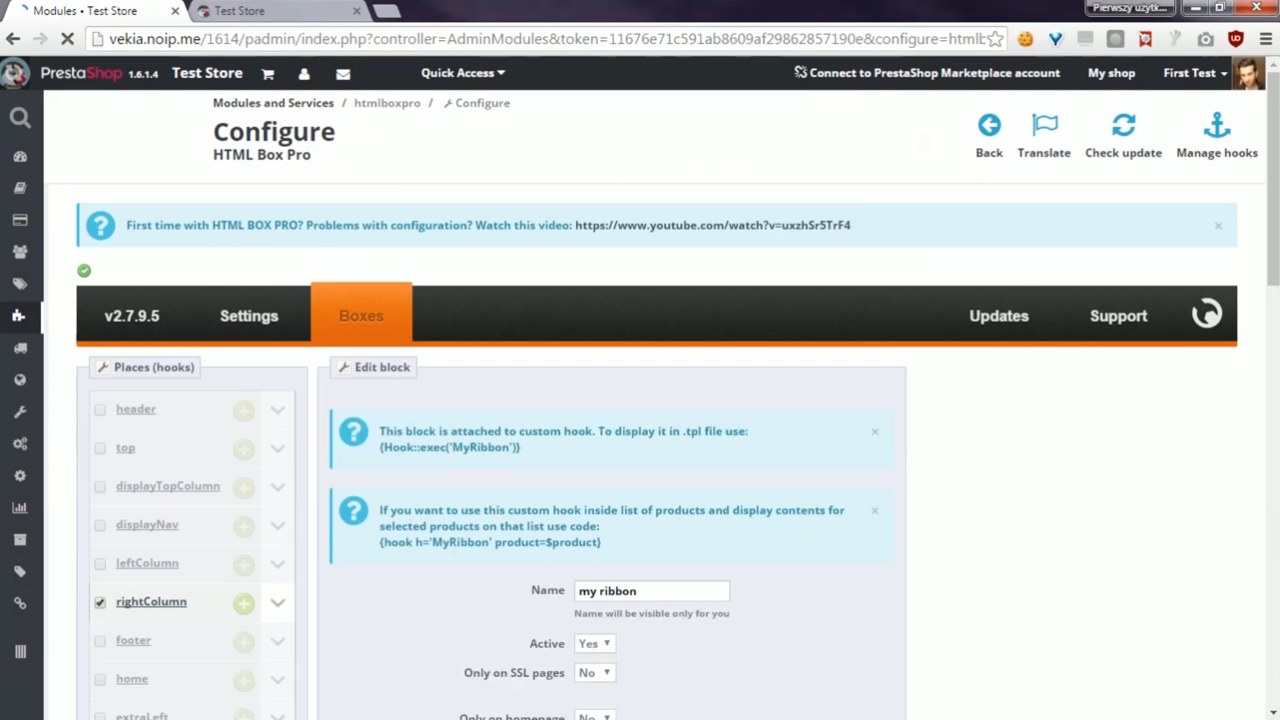 Modules • Test Store
Test Store
Pierwszy użytk...
vekia.noip.me/1614/padmin/index.php?controller=AdminModules&token=11676e71c591ab8609af29862857190e&configure=htmlb
PrestaShop 1.6.1.4 Test Store
Quick Access
Connect to PrestaShop Marketplace account
My shop
First Test
Modules and Services / htmlboxpro / Configure
Configure
HTML Box Pro
Back
Translate
Check update
Manage hooks
First time with HTML BOX PRO? Problems with configuration? Watch this video: https://www.youtube.com/watch?v=uxzhSr5TrF4
v2.7.9.5
Settings
Boxes
Updates
Support
Places (hooks)
header
top
displayTopColumn
displayNav
leftColumn
rightColumn
footer
home
extraLeft
Edit block
This block is attached to custom hook. To display it in .tpl file use:
{Hook::exec('MyRibbon')}
If you want to use this custom hook inside list of products and display contents for
selected products on that list use code:
{hook h='MyRibbon' product=$product}
Name my ribbon
Name will be visible only for you
Active Yes
Only on SSL pages No
Only on homepage No